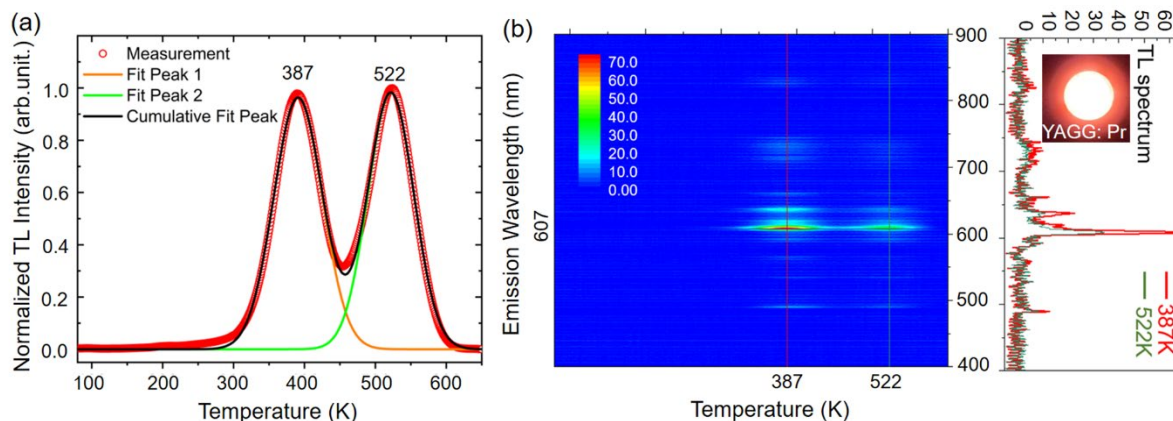 (a)
Normalized TL Intensity (arb.unit.)
1.0
0.8
0.6
0.4
0.2
0.0
Measurement
Fit Peak 1
Fit Peak 2
Cumulative Fit Peak
387
522
100 200 300 400 500 600
Temperature (K)
(b)
Emission Wavelength (nm)
607
70.0
60.0
50.0
40.0
30.0
20.0
10.0
0.00
900
800
700
600
500
400
387
522
Temperature (K)
0 10 20 30 40 50 60
TL spectrum
YAGG: Pr
387K
522K